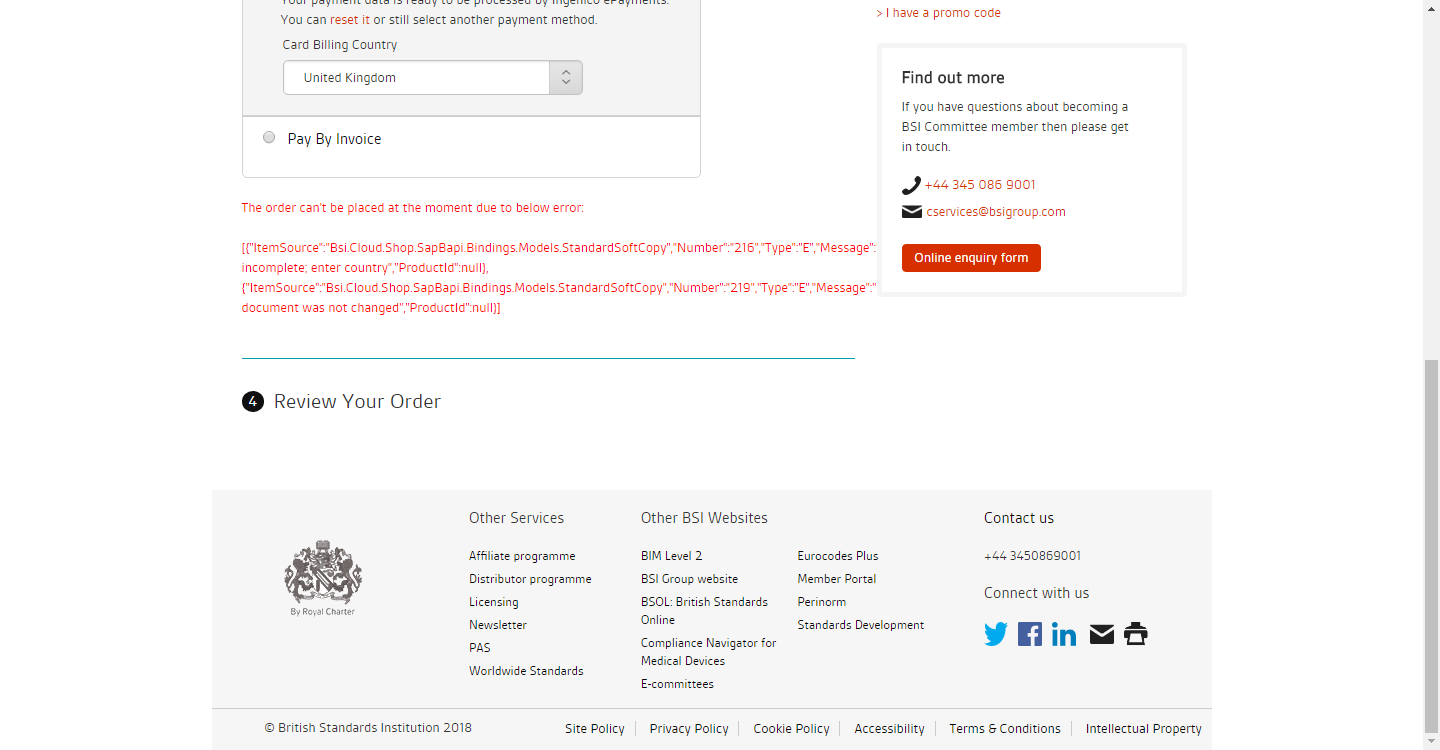 Your payment data is ready to be processed by Ingenico ePayments.
You can reset it or still select another payment method.
Card Billing Country
United Kingdom
Pay By Invoice
The order can't be placed at the moment due to below error:
[{"ItemSource":"Bsi.Cloud.Shop.SapBapi.Bindings.Models.StandardSoftCopy","Number":"216","Type":"E","Message":"
incomplete; enter country","ProductId":null},
{"ItemSource":"Bsi.Cloud.Shop.SapBapi.Bindings.Models.StandardSoftCopy","Number":"219","Type":"E","Message":"
document was not changed","ProductId":null}]
4 Review Your Order
> I have a promo code
Find out more
If you have questions about becoming a
BSI Committee member then please get
in touch.
+44 345 086 9001
cservices@bsigroup.com
Online enquiry form
By Royal Charter
Other Services
Affiliate programme
Distributor programme
Licensing
Newsletter
PAS
Worldwide Standards
Other BSI Websites
BIM Level 2
BSI Group website
BSOL: British Standards
Online
Compliance Navigator for
Medical Devices
E-committees
Eurocodes Plus
Member Portal
Perinorm
Standards Development
Contact us
+44 3450869001
Connect with us
© British Standards Institution 2018
Site Policy
Privacy Policy
Cookie Policy
Accessibility
Terms & Conditions
Intellectual Property